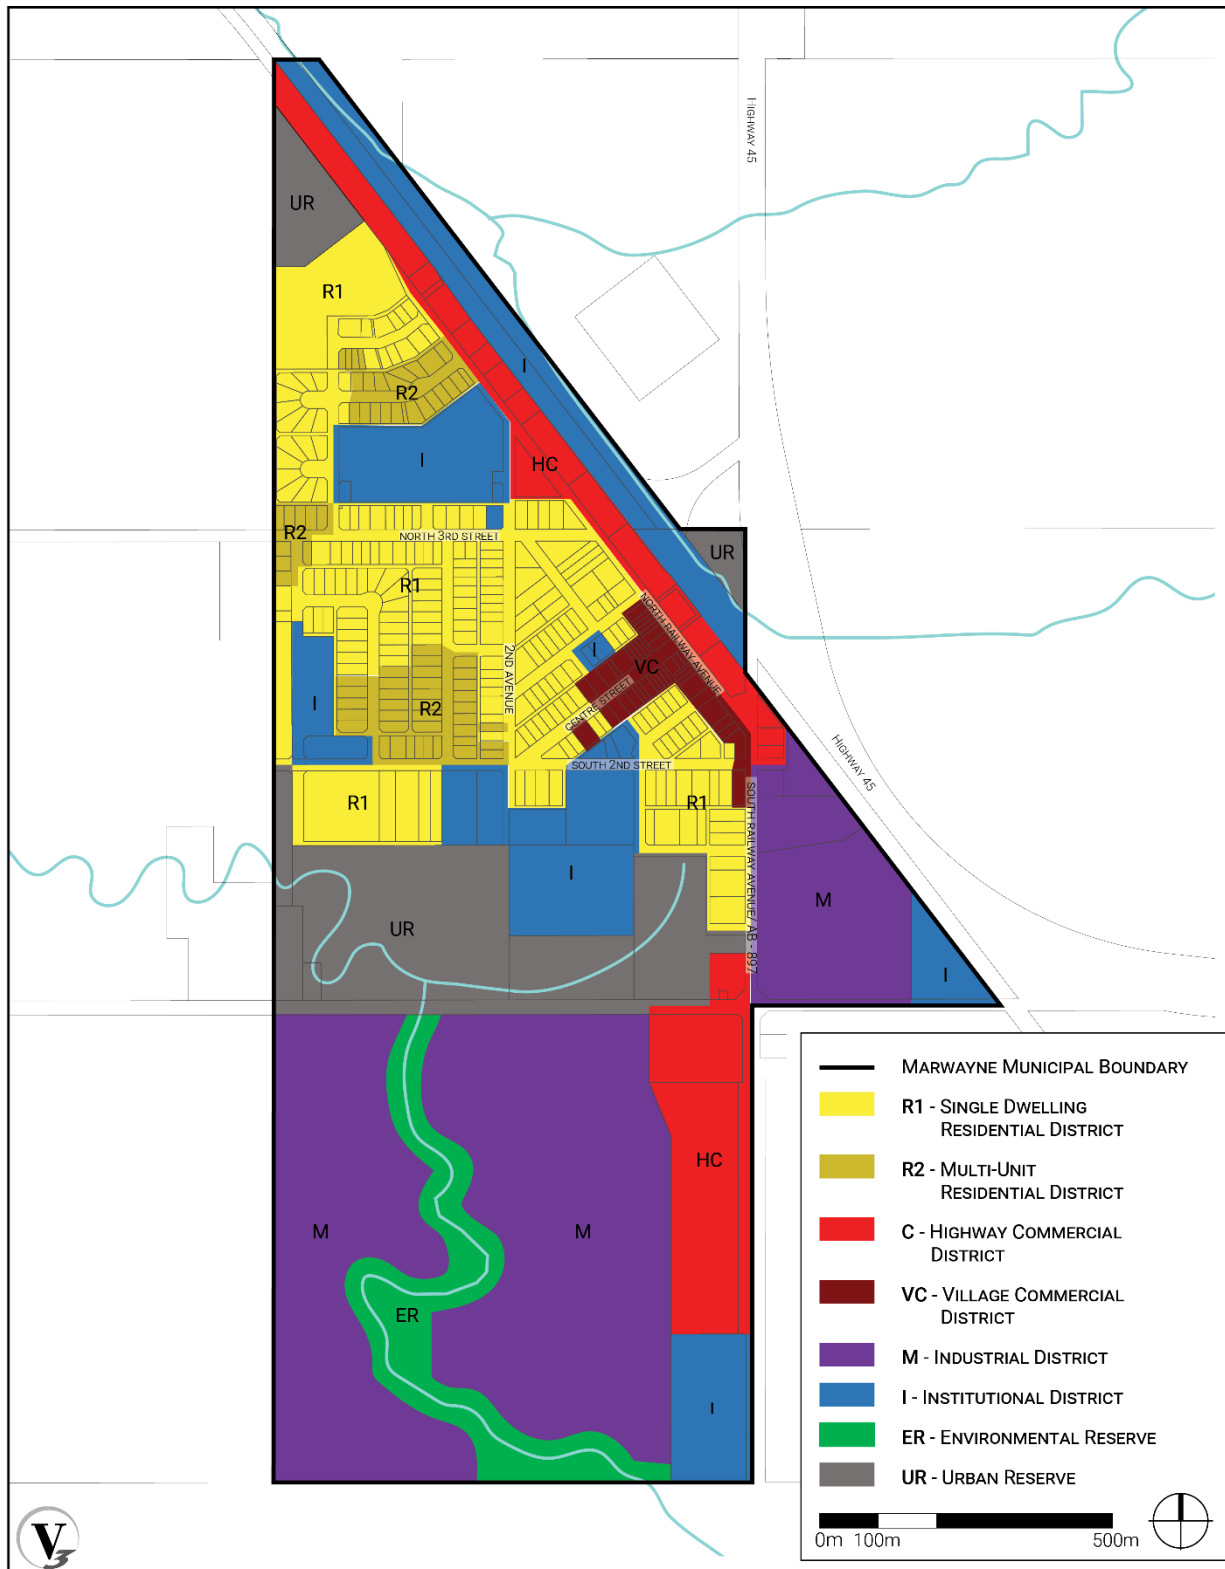 HIGHWAY 45
UR
R1
I
R2
I
HC
R2
NORTH 3RD STREET
UR
R1
NORTH RAILWAY AVENUE
I
2ND AVENUE
VC
CENTRE STREET
I
R2
HIGHWAY 45
SOUTH 2ND STREET
R1
R1
SOUTH RAILWAY AVENUE/ AB - 897
I
M
UR
I
HC
M
M
ER
I
MARWAYNE MUNICIPAL BOUNDARY
R1 - SINGLE DWELLING
RESIDENTIAL DISTRICT
R2 - MULTI-UNIT
RESIDENTIAL DISTRICT
C - HIGHWAY COMMERCIAL
DISTRICT
VC - VILLAGE COMMERCIAL
DISTRICT
M - INDUSTRIAL DISTRICT
I - INSTITUTIONAL DISTRICT
ER - ENVIRONMENTAL RESERVE
UR - URBAN RESERVE
0m 100m 500m
V3